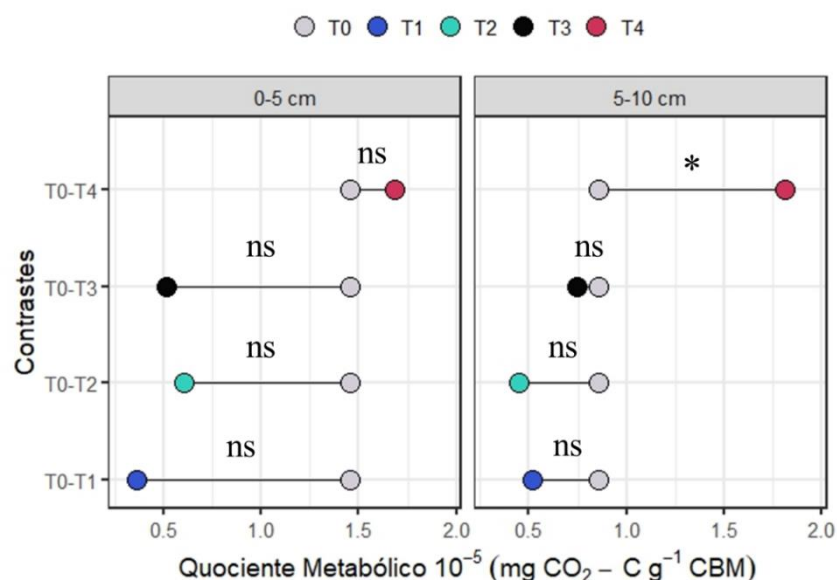 T0 T1 T2 T3 T4
0-5 cm 5-10 cm
ns *
T0-T4
ns ns
T0-T3
ns ns
T0-T2
ns ns
T0-T1
Contrastes
0.5 1.0 1.5 2.0 0.5 1.0 1.5 2.0
Quociente Metabólico 10⁻⁵ (mg CO₂ – C g⁻¹ CBM)